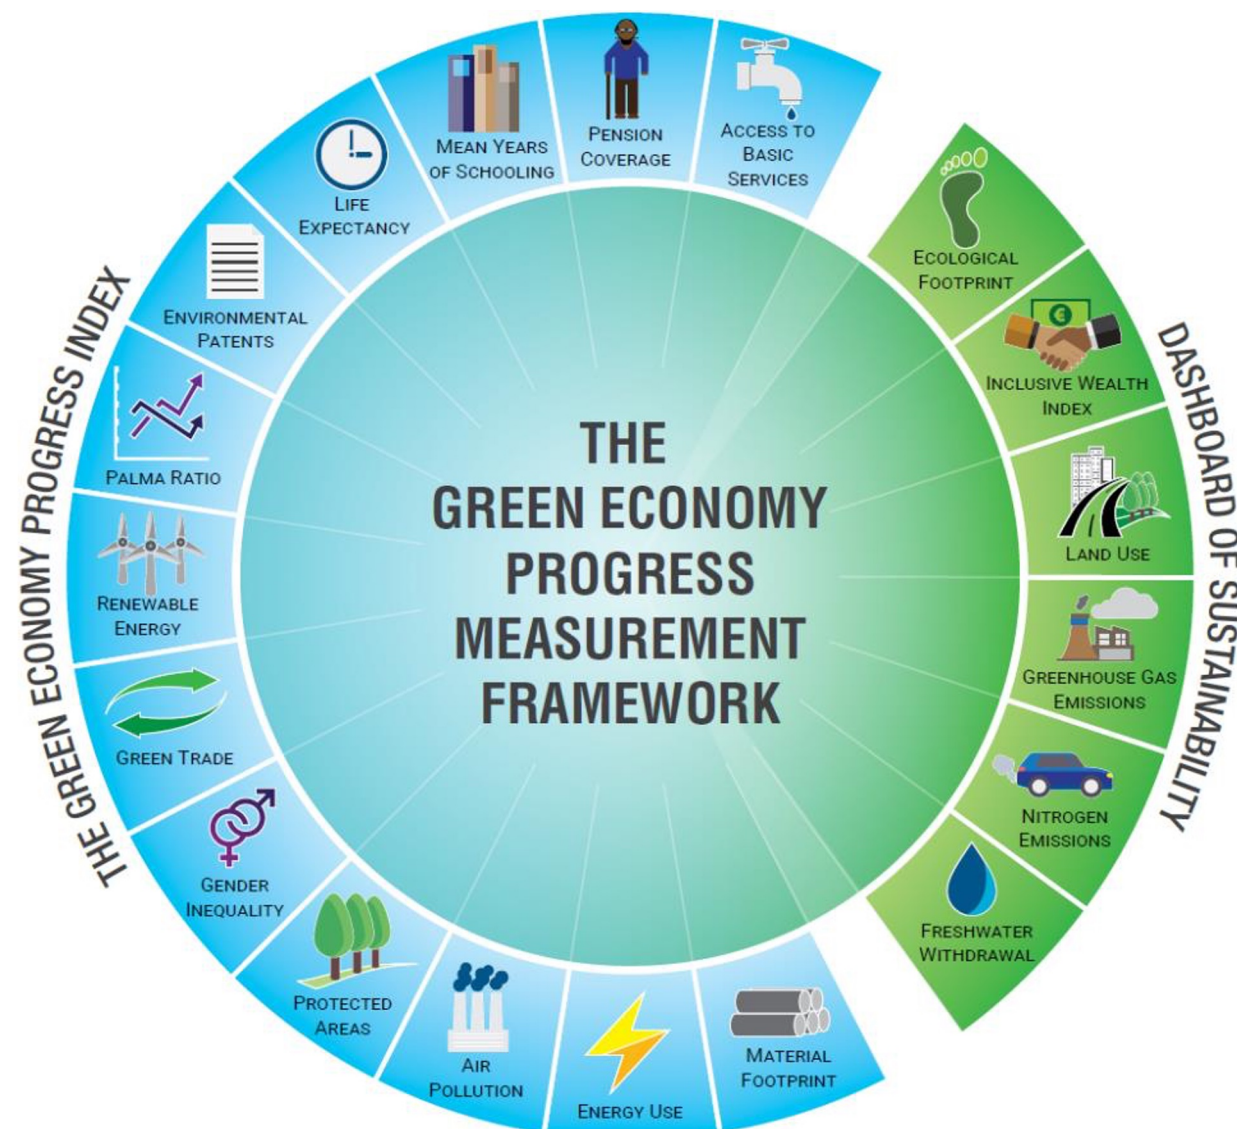 THE GREEN ECONOMY PROGRESS INDEX
MEAN YEARS
OF SCHOOLING
PENSION
COVERAGE
ACCESS TO
BASIC
SERVICES
LIFE
EXPECTANCY
ENVIRONMENTAL
PATENTS
PALMA RATIO
RENEWABLE
ENERGY
GREEN TRADE
GENDER
INEQUALITY
PROTECTED
AREAS
AIR
POLLUTION
ENERGY USE
MATERIAL
FOOTPRINT
THE
GREEN ECONOMY
PROGRESS
MEASUREMENT
FRAMEWORK
DASHBOARD OF SUSTAINABILITY
ECOLOGICAL
FOOTPRINT
€
INCLUSIVE WEALTH
INDEX
LAND USE
GREENHOUSE GAS
EMISSIONS
NITROGEN
EMISSIONS
FRESHWATER
WITHDRAWAL